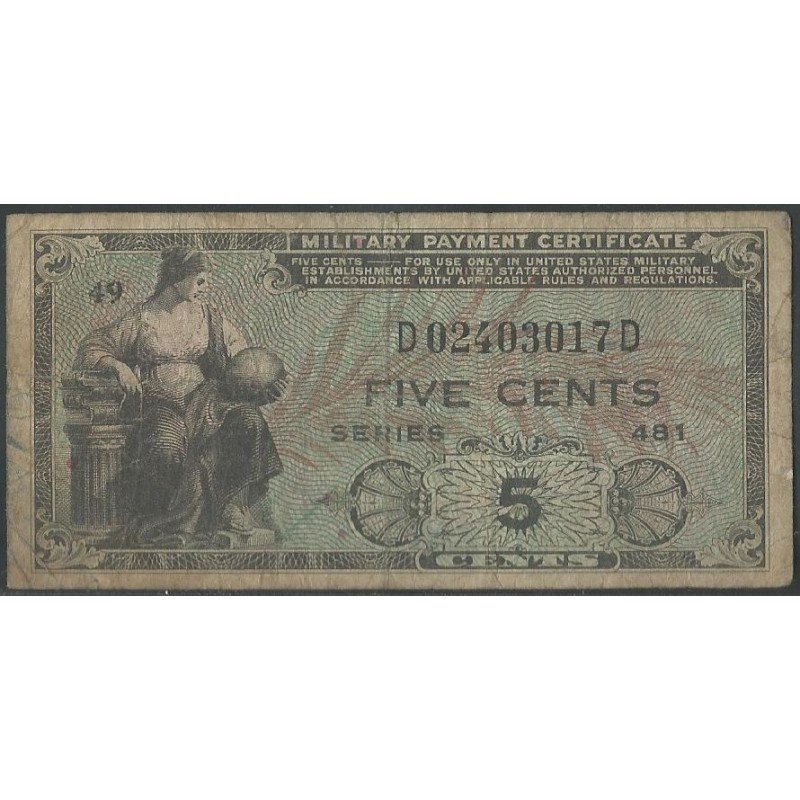 MILITARY PAYMENT CERTIFICATE
FIVE CENTS — FOR USE ONLY IN UNITED STATES MILITARY
ESTABLISHMENTS BY UNITED STATES AUTHORIZED PERSONNEL
IN ACCORDANCE WITH APPLICABLE RULES AND REGULATIONS.
49
D02403017D
FIVE CENTS
SERIES 481
5
CENTS